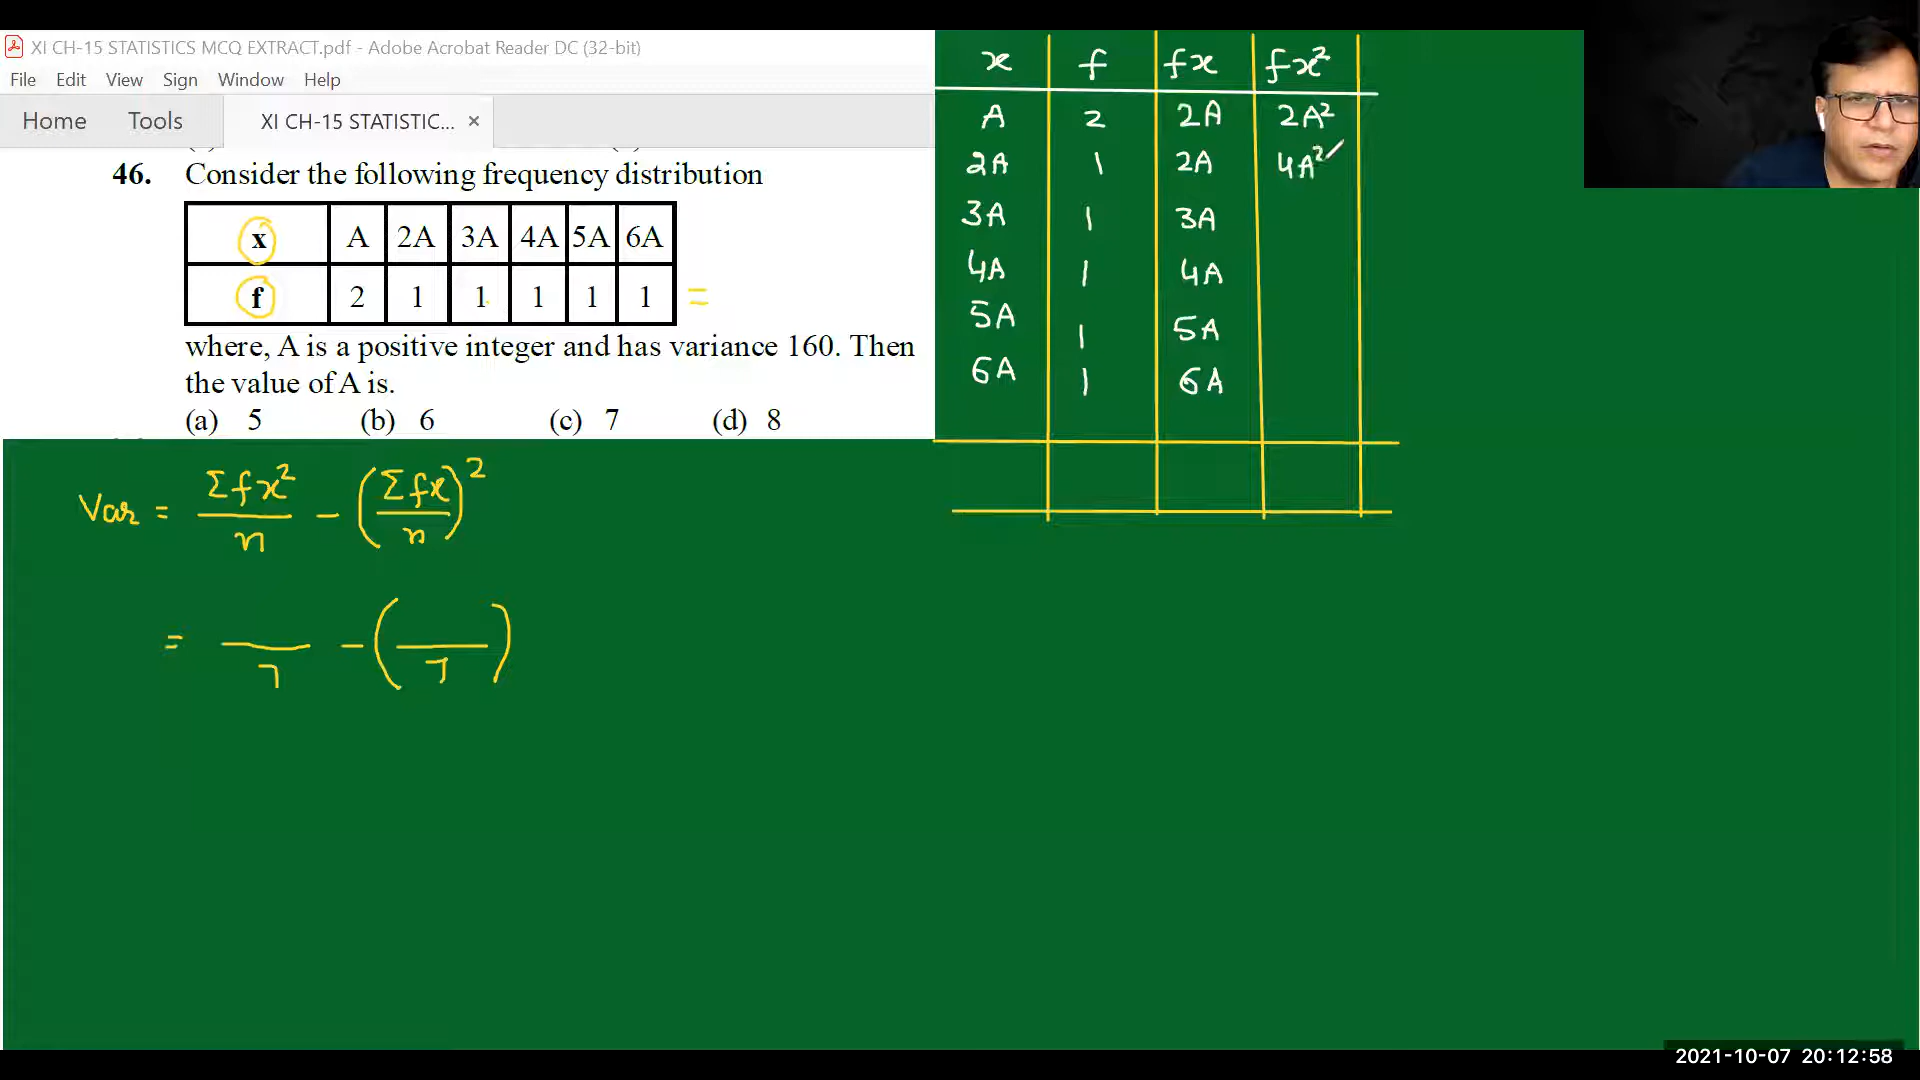 XI CH-15 STATISTICS MCQ EXTRACT.pdf - Adobe Acrobat Reader DC (32-bit)
File Edit View Sign Window Help
Home Tools XI CH-15 STATISTIC... ×
46. Consider the following frequency distribution
x A 2A 3A 4A 5A 6A
f 2 1 1 1 1 1 =
where, A is a positive integer and has variance 160. Then
the value of A is.
(a) 5 (b) 6 (c) 7 (d) 8
x f fx fx²
A 2 2A 2A²
2A 1 2A 4A²
3A 1 3A
4A 1 4A
5A 1 5A
6A 1 6A
Var = Σfx²/n - (Σfx/n)²
= /7 - ( /7)
2021-10-07 20:12:58